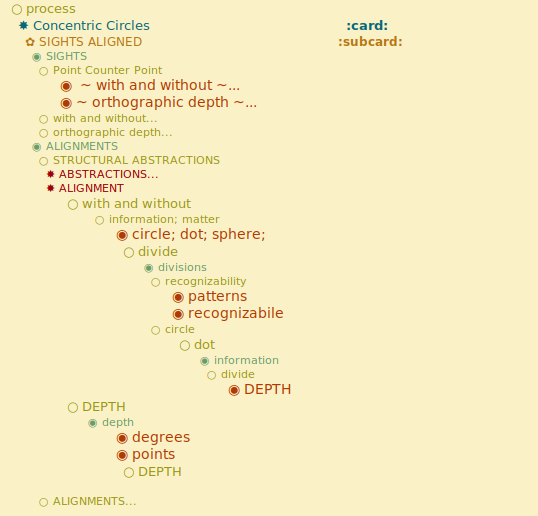 process
Concentric Circles :card:
SIGHTS ALIGNED :subcard:
SIGHTS
Point Counter Point
~ with and without ~...
~ orthographic depth ~...
with and without...
orthographic depth...
ALIGNMENTS
STRUCTURAL ABSTRACTIONS
ABSTRACTIONS...
ALIGNMENT
with and without
information; matter
circle; dot; sphere;
divide
divisions
recognizability
patterns
recognizabile
circle
dot
information
divide
DEPTH
DEPTH
depth
degrees
points
DEPTH
ALIGNMENTS...